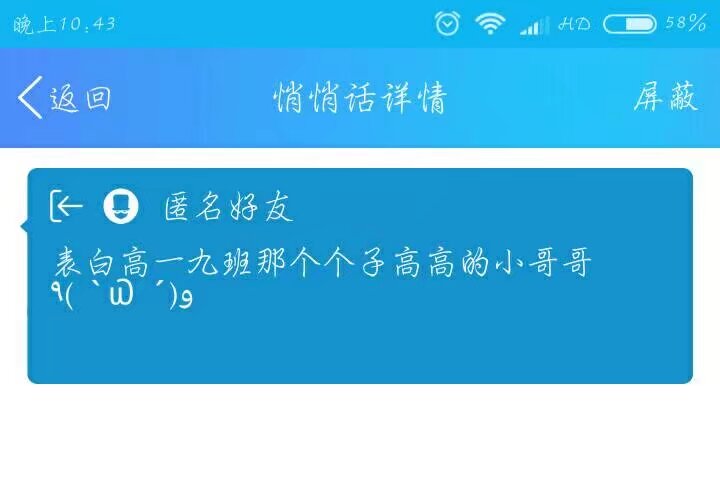 晚上10:43
HD
58%
返回
悄悄话详情
屏蔽
匿名好友
表白高一九班那个个子高高的小哥哥
٩(｀ω´)و